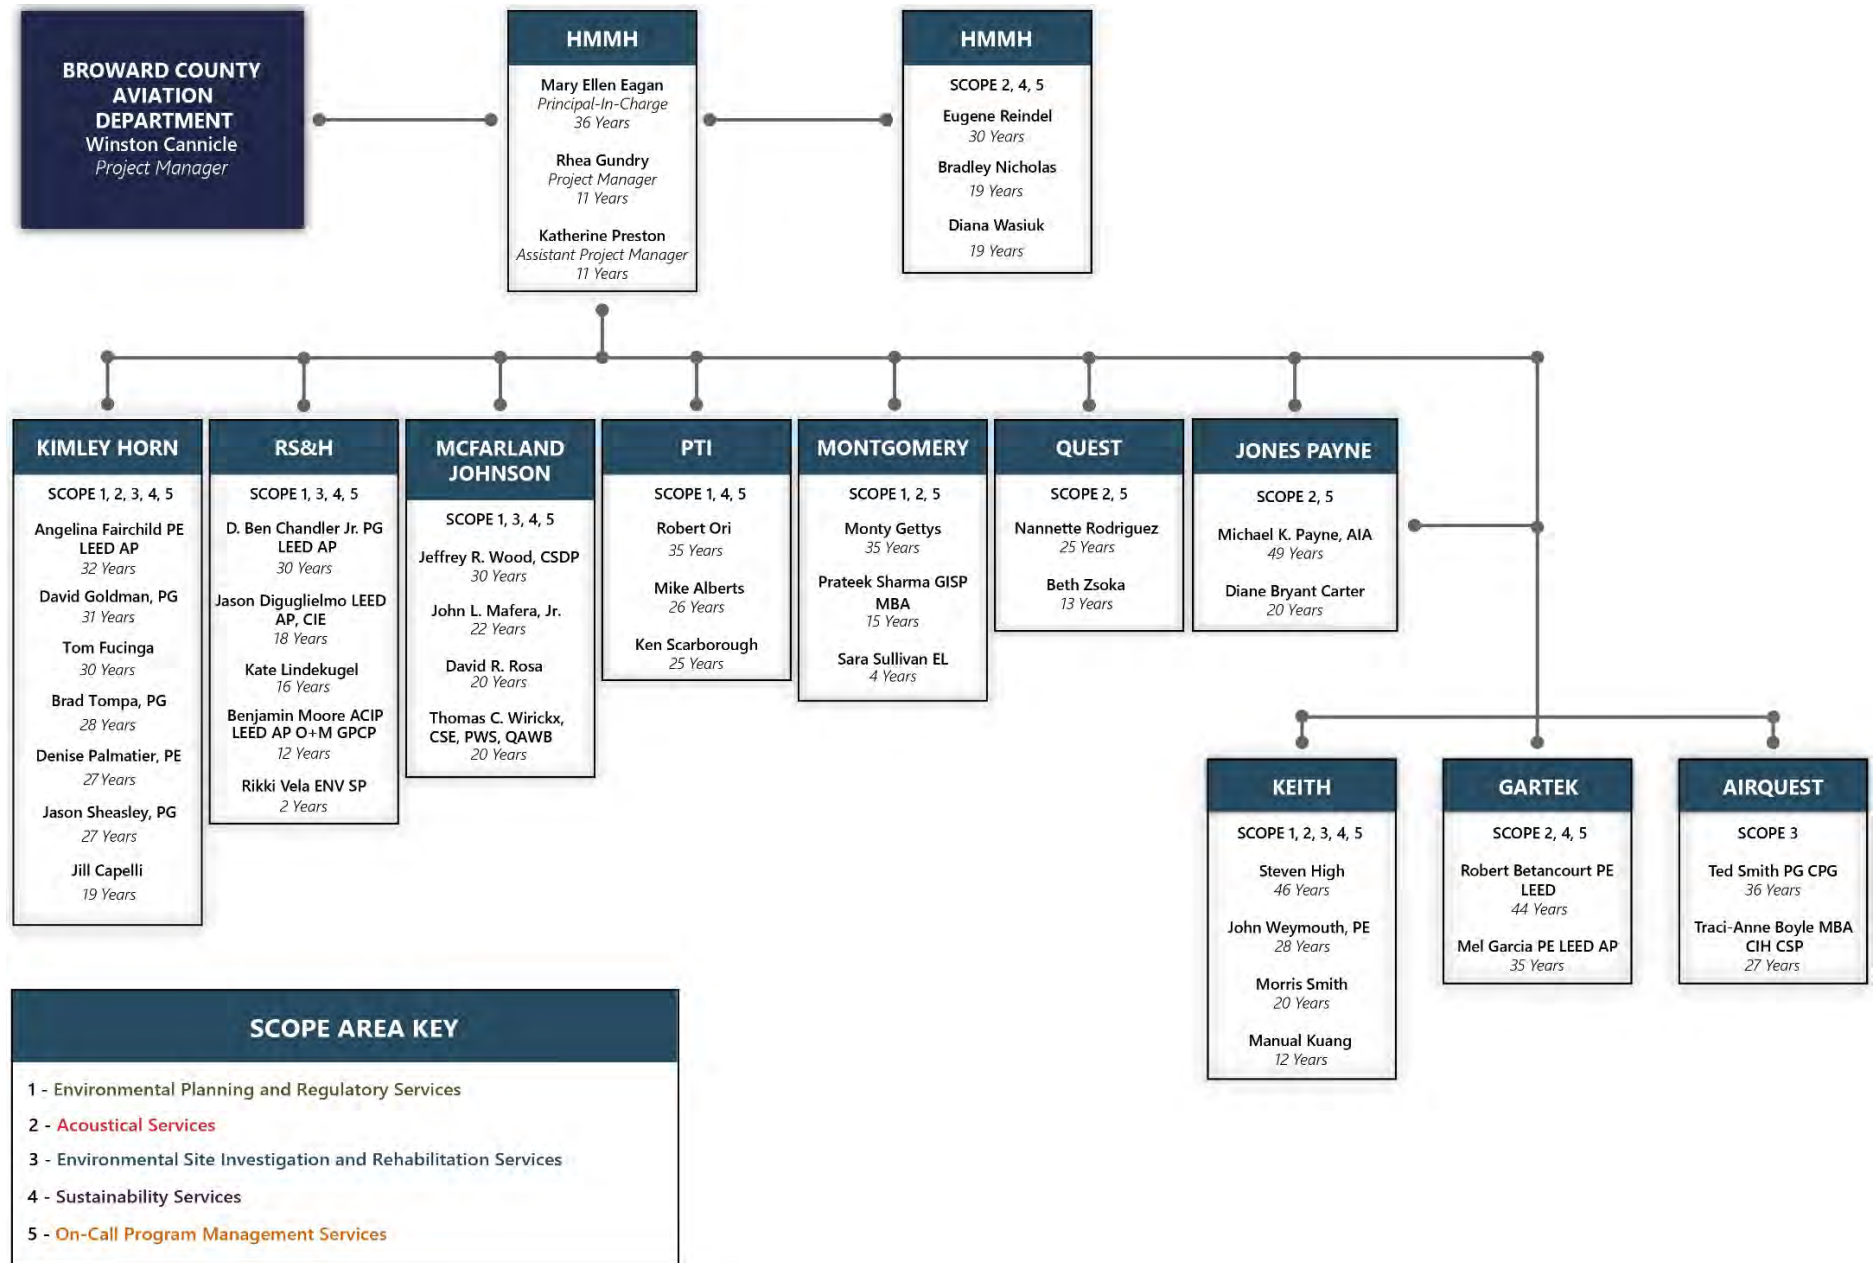 BROWARD COUNTY
AVIATION
DEPARTMENT
Winston Cannicle
Project Manager
HMMH
Mary Ellen Eagan
Principal-In-Charge
36 Years
Rhea Gundry
Project Manager
11 Years
Katherine Preston
Assistant Project Manager
11 Years
HMMH
SCOPE 2, 4, 5
Eugene Reindel
30 Years
Bradley Nicholas
19 Years
Diana Wasiuk
19 Years
KIMLEY HORN
SCOPE 1, 2, 3, 4, 5
Angelina Fairchild PE
LEED AP
32 Years
David Goldman, PG
31 Years
Tom Fucinga
30 Years
Brad Tompa, PG
28 Years
Denise Palmatier, PE
27 Years
Jason Sheasley, PG
27 Years
Jill Capelli
19 Years
RS&H
SCOPE 1, 3, 4, 5
D. Ben Chandler Jr. PG
LEED AP
30 Years
Jason Diguglielmo LEED
AP, CIE
18 Years
Kate Lindekugel
16 Years
Benjamin Moore ACIP
LEED AP O+M GPCP
12 Years
Rikki Vela ENV SP
2 Years
MCFARLAND
JOHNSON
SCOPE 1, 3, 4, 5
Jeffrey R. Wood, CSDP
30 Years
John L. Mafera, Jr.
22 Years
David R. Rosa
20 Years
Thomas C. Wirickx,
CSE, PWS, QAWB
20 Years
PTI
SCOPE 1, 4, 5
Robert Ori
35 Years
Mike Alberts
26 Years
Ken Scarborough
25 Years
MONTGOMERY
SCOPE 1, 2, 5
Monty Gettys
35 Years
Prateek Sharma GISP
MBA
15 Years
Sara Sullivan EL
4 Years
QUEST
SCOPE 2, 5
Nannette Rodriguez
25 Years
Beth Zsoka
13 Years
JONES PAYNE
SCOPE 2, 5
Michael K. Payne, AIA
49 Years
Diane Bryant Carter
20 Years
KEITH
SCOPE 1, 2, 3, 4, 5
Steven High
46 Years
John Weymouth, PE
28 Years
Morris Smith
20 Years
Manual Kuang
12 Years
GARTEK
SCOPE 2, 4, 5
Robert Betancourt PE
LEED
44 Years
Mel Garcia PE LEED AP
35 Years
AIRQUEST
SCOPE 3
Ted Smith PG CPG
36 Years
Traci-Anne Boyle MBA
CIH CSP
27 Years
SCOPE AREA KEY
1 - Environmental Planning and Regulatory Services
2 - Acoustical Services
3 - Environmental Site Investigation and Rehabilitation Services
4 - Sustainability Services
5 - On-Call Program Management Services